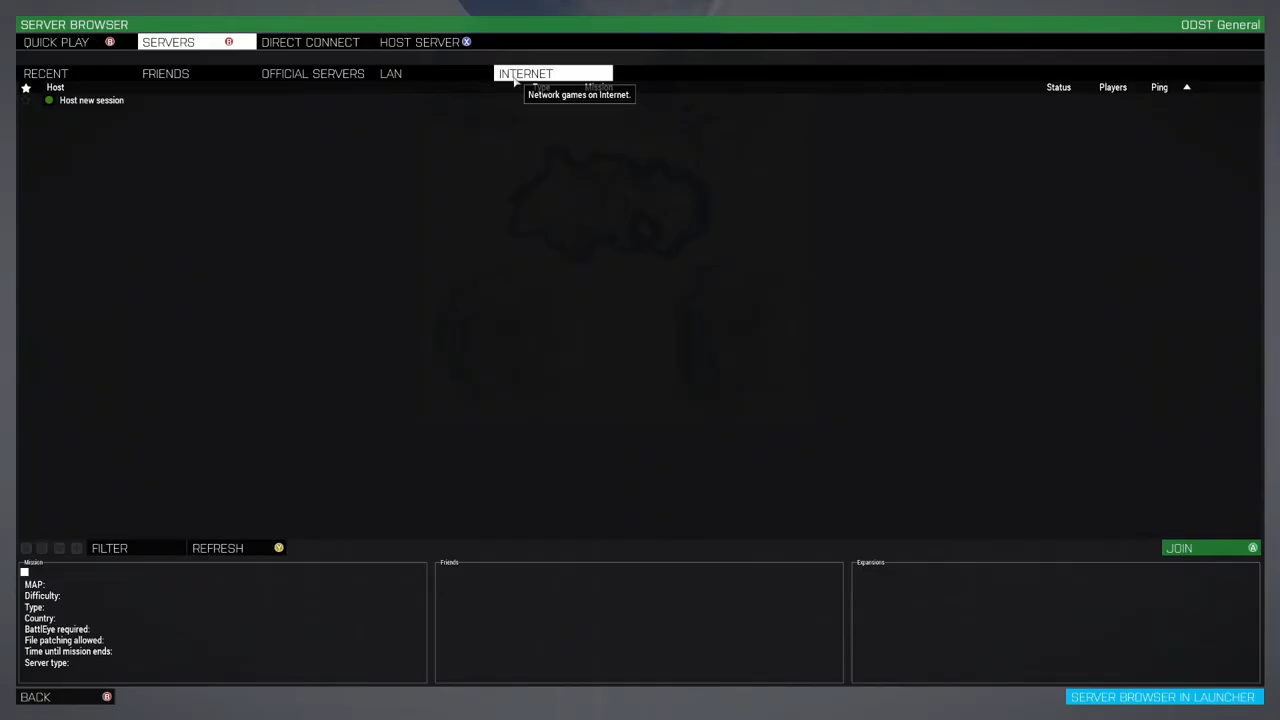 SERVER BROWSER ODST General
QUICK PLAY B SERVERS B DIRECT CONNECT HOST SERVER X
RECENT FRIENDS OFFICIAL SERVERS LAN INTERNET
Host Type Mission Status Players Ping
Network games on Internet.
Host new session
FILTER REFRESH Y JOIN A
Mission Friends Expansions
MAP:
Difficulty:
Type:
Country:
BattlEye required:
File patching allowed:
Time until mission ends:
Server type:
BACK B SERVER BROWSER IN LAUNCHER